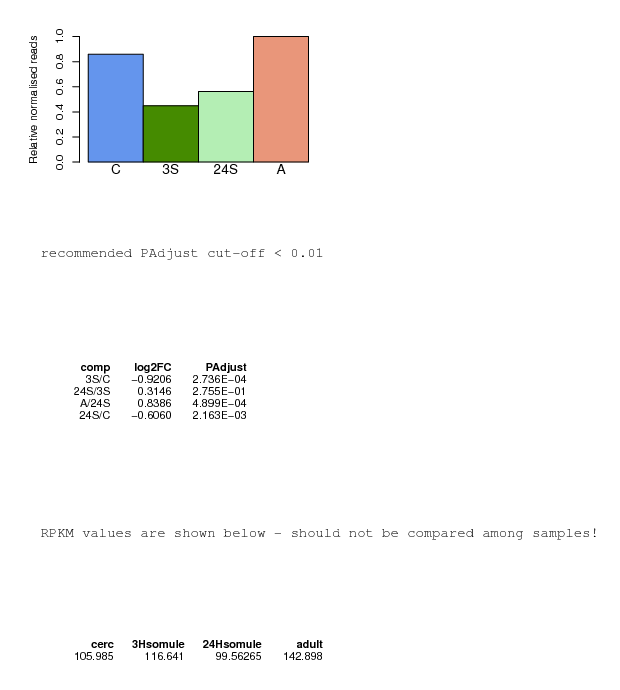 Relative normalised reads
1.0
0.8
0.6
0.4
0.2
0.0
C 3S 24S A
recommended PAdjust cut-off < 0.01
comp log2FC PAdjust
3S/C −0.9206 2.736E−04
24S/3S 0.3146 2.755E−01
A/24S 0.8386 4.899E−04
24S/C −0.6060 2.163E−03
RPKM values are shown below - should not be compared among samples!
cerc 3Hsomule 24Hsomule adult
105.985 116.641 99.56265 142.898